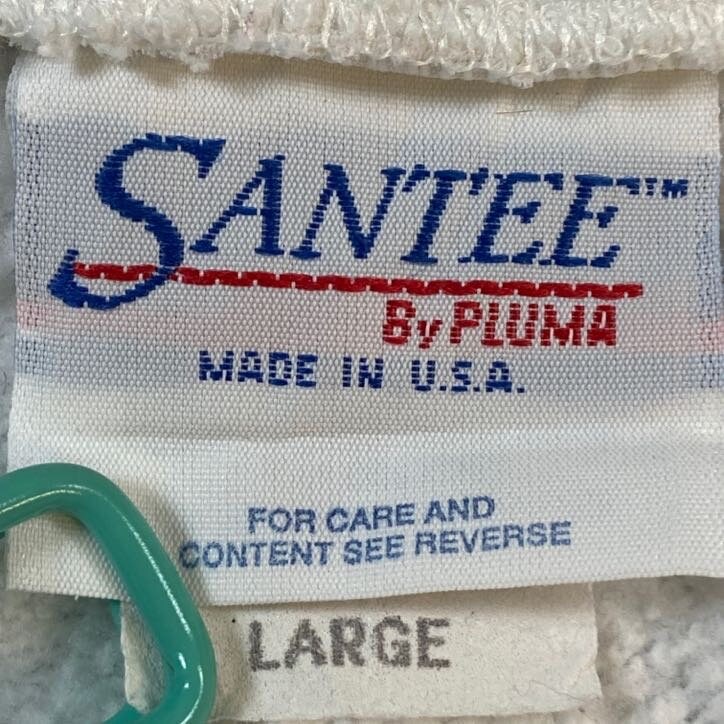 SANTEE™
By PLUMA
MADE IN U.S.A.
FOR CARE AND
CONTENT SEE REVERSE
LARGE